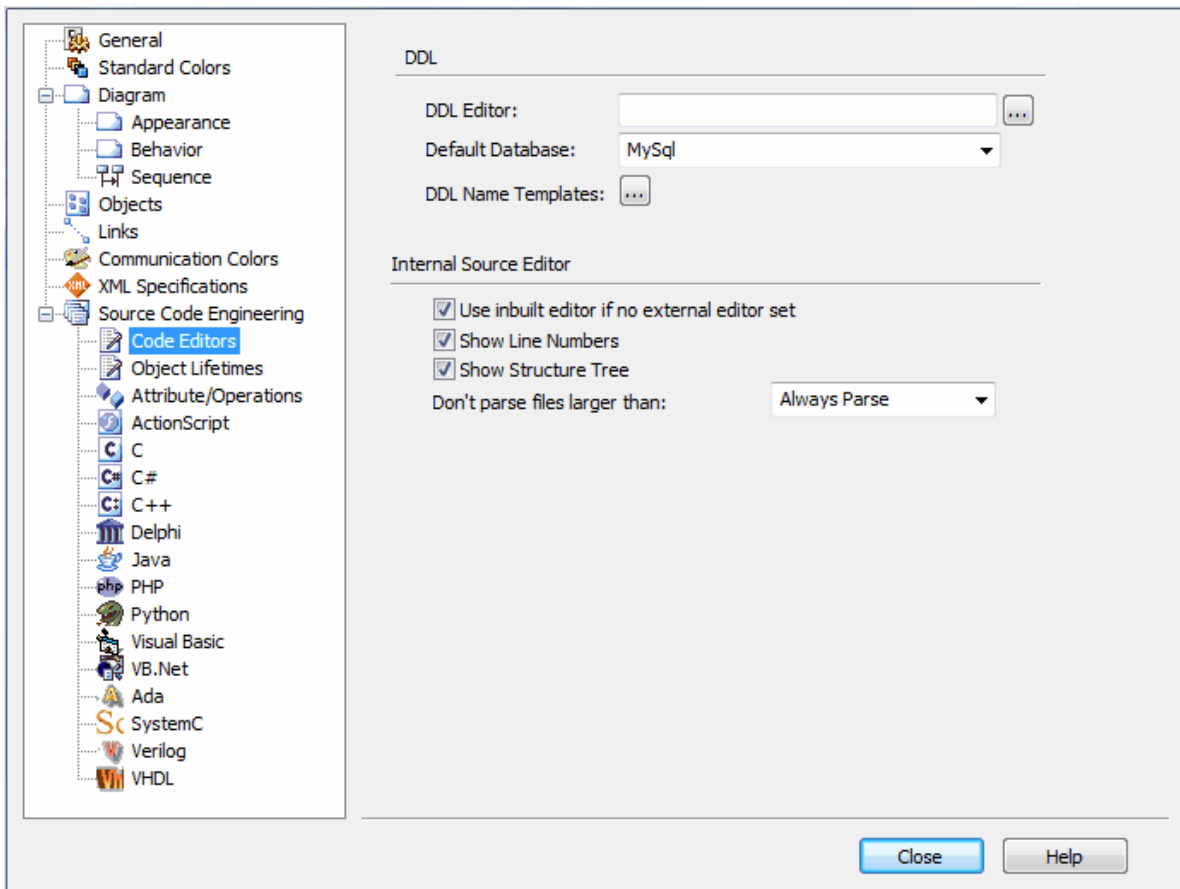 General
Standard Colors
Diagram
Appearance
Behavior
Sequence
Objects
Links
Communication Colors
XML Specifications
Source Code Engineering
Code Editors
Object Lifetimes
Attribute/Operations
ActionScript
C
C#
C++
Delphi
Java
php PHP
Python
Visual Basic
VB.Net
Ada
SystemC
Verilog
VHDL
DDL
DDL Editor: ...
Default Database: MySql
DDL Name Templates: ...
Internal Source Editor
Use inbuilt editor if no external editor set
Show Line Numbers
Show Structure Tree
Don't parse files larger than: Always Parse
Close Help